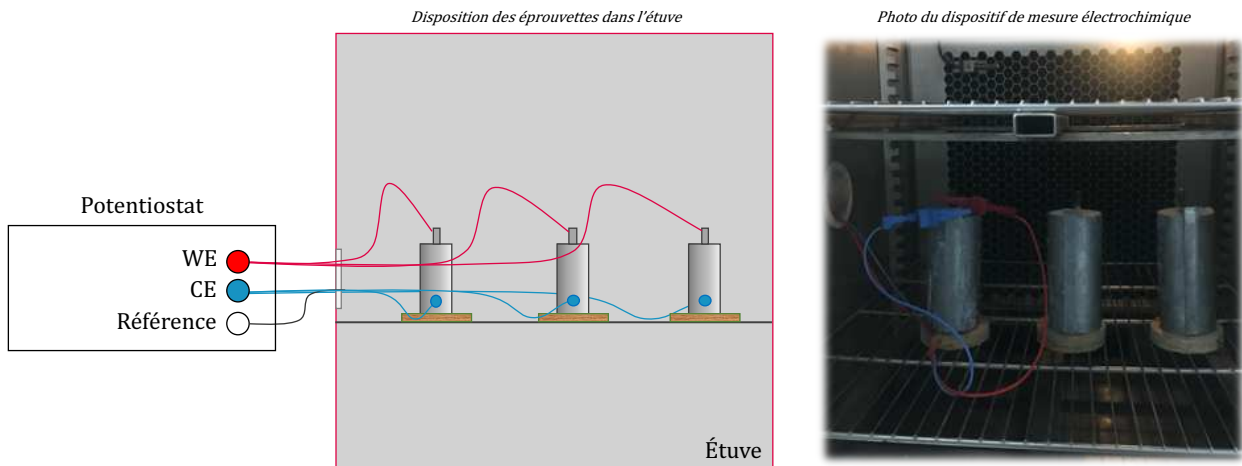 Disposition des éprouvettes dans l'étuve
Photo du dispositif de mesure électrochimique
Potentiostat
WE
CE
Référence
Étuve